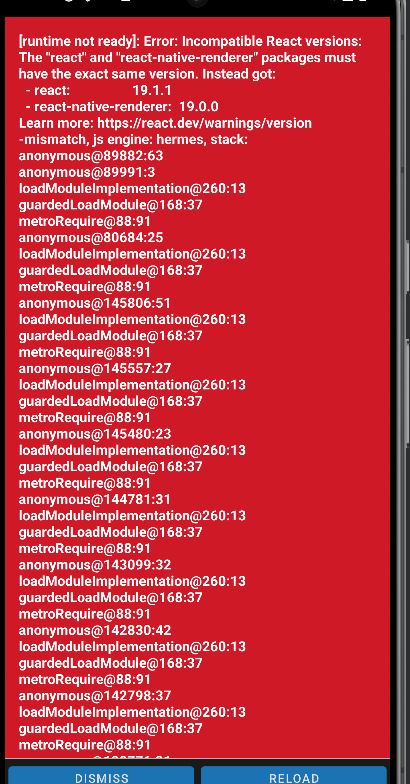 [runtime not ready]: Error: Incompatible React versions:
The "react" and "react-native-renderer" packages must
have the exact same version. Instead got:
- react: 19.1.1
- react-native-renderer: 19.0.0
Learn more: https://react.dev/warnings/version
-mismatch, js engine: hermes, stack:
anonymous@89882:63
anonymous@89991:3
loadModuleImplementation@260:13
guardedLoadModule@168:37
metroRequire@88:91
anonymous@80684:25
loadModuleImplementation@260:13
guardedLoadModule@168:37
metroRequire@88:91
anonymous@145806:51
loadModuleImplementation@260:13
guardedLoadModule@168:37
metroRequire@88:91
anonymous@145557:27
loadModuleImplementation@260:13
guardedLoadModule@168:37
metroRequire@88:91
anonymous@145480:23
loadModuleImplementation@260:13
guardedLoadModule@168:37
metroRequire@88:91
anonymous@144781:31
loadModuleImplementation@260:13
guardedLoadModule@168:37
metroRequire@88:91
anonymous@143099:32
loadModuleImplementation@260:13
guardedLoadModule@168:37
metroRequire@88:91
anonymous@142830:42
loadModuleImplementation@260:13
guardedLoadModule@168:37
metroRequire@88:91
anonymous@142798:37
loadModuleImplementation@260:13
guardedLoadModule@168:37
metroRequire@88:91
DISMISS
RELOAD